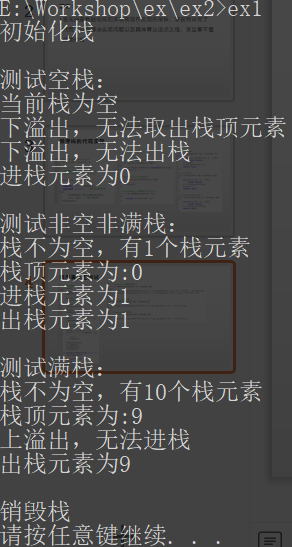 E:\Workshop\ex\ex2>ex1
初始化栈
测试空栈：
当前栈为空
下溢出，无法取出栈顶元素
下溢出，无法出栈
进栈元素为0
测试非空非满栈：
栈不为空，有1个栈元素
栈顶元素为:0
进栈元素为1
出栈元素为1
测试满栈：
栈不为空，有10个栈元素
栈顶元素为:9
上溢出，无法进栈
出栈元素为9
销毁栈
请按任意键继续. . .